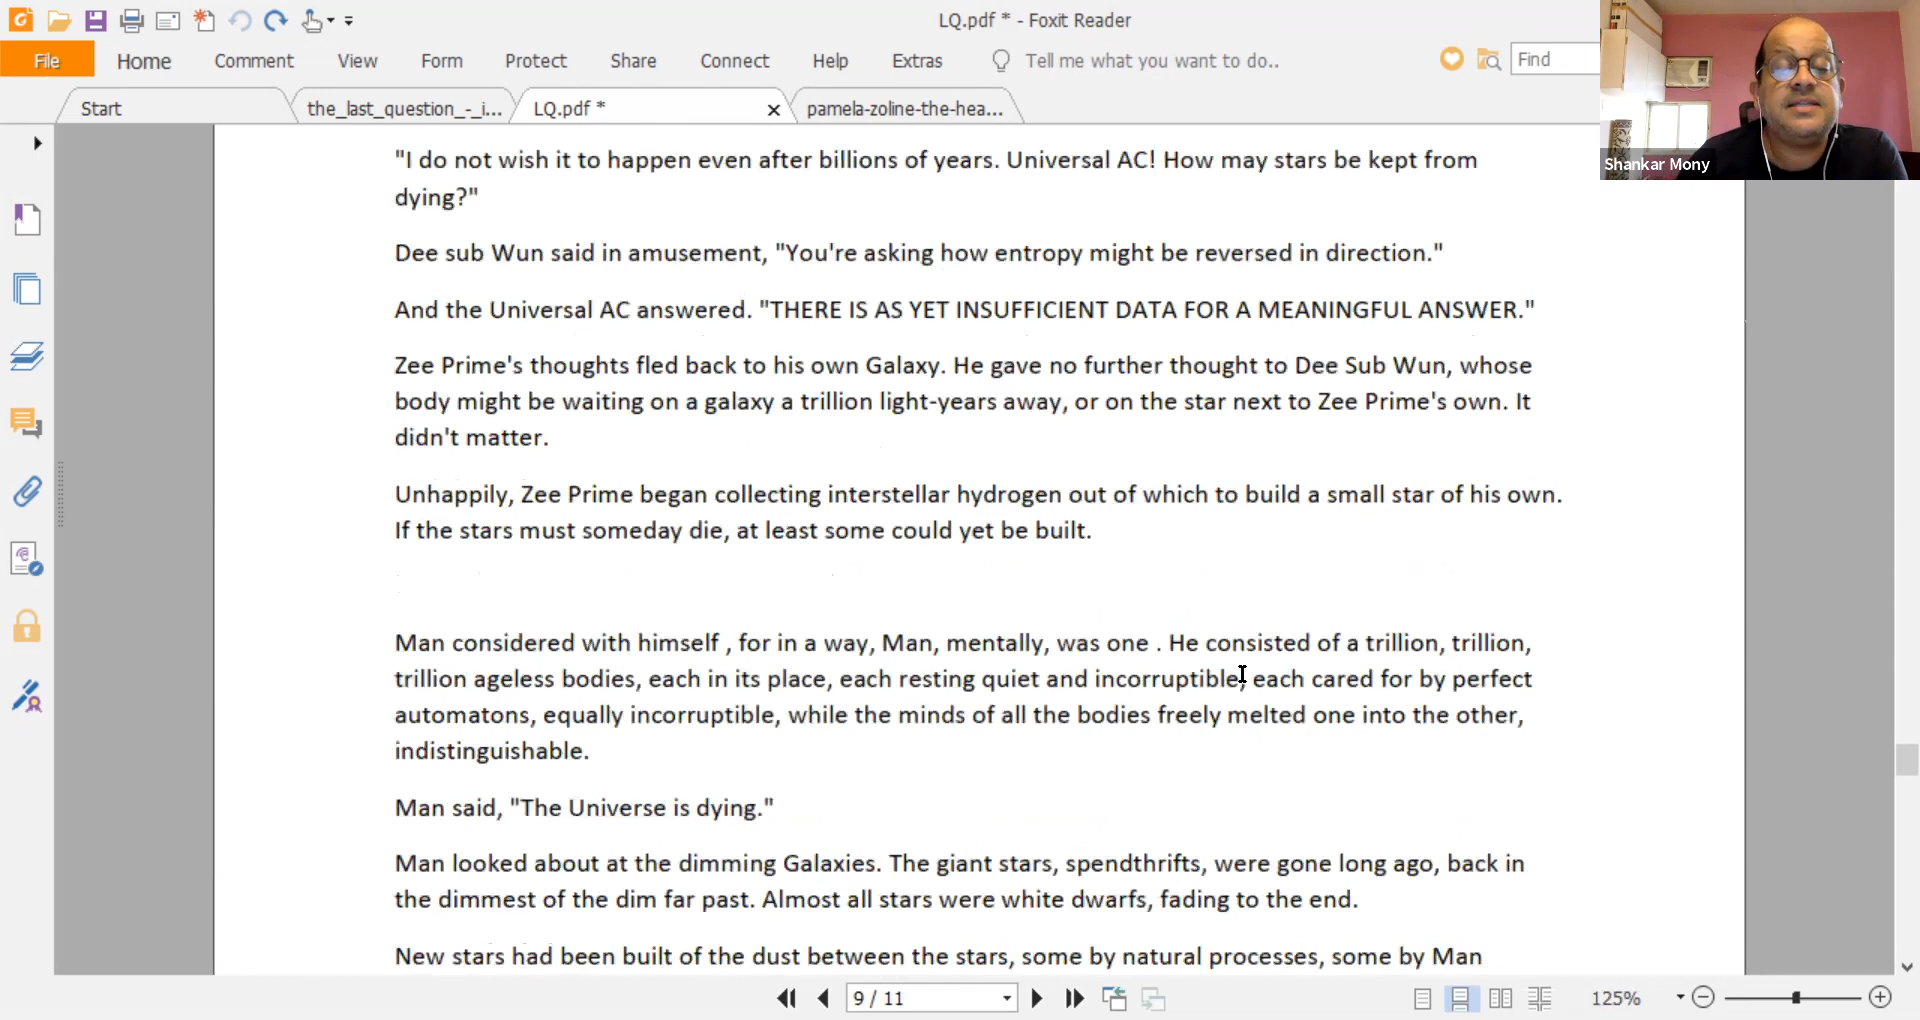 LQ.pdf * - Foxit Reader
File Home Comment View Form Protect Share Connect Help Extras Tell me what you want to do.. Find
Start the_last_question_-_i... LQ.pdf * pamela-zoline-the-hea...
Shankar Mony
"I do not wish it to happen even after billions of years. Universal AC! How may stars be kept from
dying?"
Dee sub Wun said in amusement, "You're asking how entropy might be reversed in direction."
And the Universal AC answered. "THERE IS AS YET INSUFFICIENT DATA FOR A MEANINGFUL ANSWER."
Zee Prime's thoughts fled back to his own Galaxy. He gave no further thought to Dee Sub Wun, whose
body might be waiting on a galaxy a trillion light-years away, or on the star next to Zee Prime's own. It
didn't matter.
Unhappily, Zee Prime began collecting interstellar hydrogen out of which to build a small star of his own.
If the stars must someday die, at least some could yet be built.
Man considered with himself , for in a way, Man, mentally, was one . He consisted of a trillion, trillion,
trillion ageless bodies, each in its place, each resting quiet and incorruptible, each cared for by perfect
automatons, equally incorruptible, while the minds of all the bodies freely melted one into the other,
indistinguishable.
Man said, "The Universe is dying."
Man looked about at the dimming Galaxies. The giant stars, spendthrifts, were gone long ago, back in
the dimmest of the dim far past. Almost all stars were white dwarfs, fading to the end.
New stars had been built of the dust between the stars, some by natural processes, some by Man
9 / 11 125%